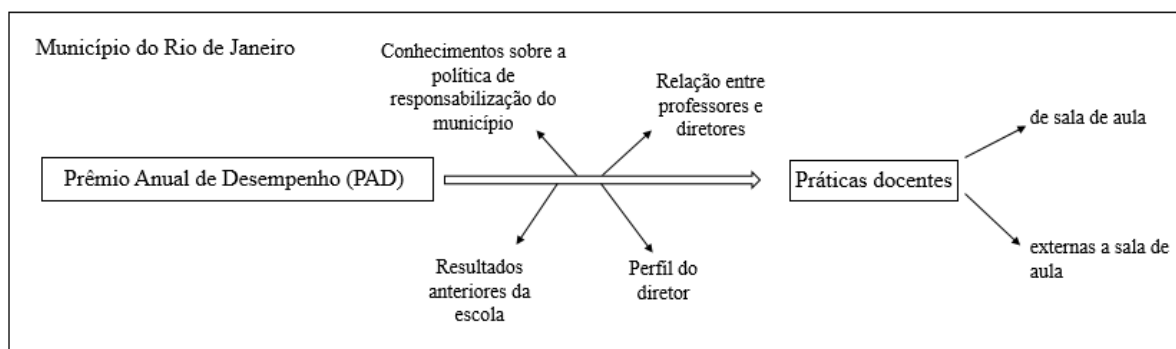 Município do Rio de Janeiro
Conhecimentos sobre a
política de
responsabilização do
município
Relação entre
professores e
diretores
de sala de aula
Prêmio Anual de Desempenho (PAD)
Práticas docentes
Resultados
anteriores da
escola
Perfil do
diretor
externas a sala de
aula